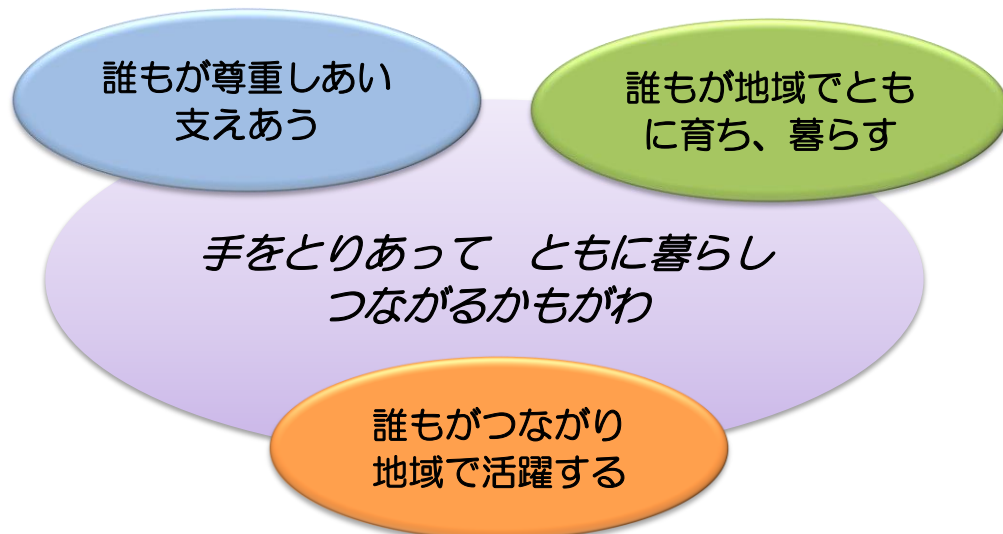 誰もが尊重しあい
支えあう
誰もが地域でとも
に育ち、暮らす
手をとりあって　ともに暮らし
つながるかもがわ
誰もがつながり
地域で活躍する